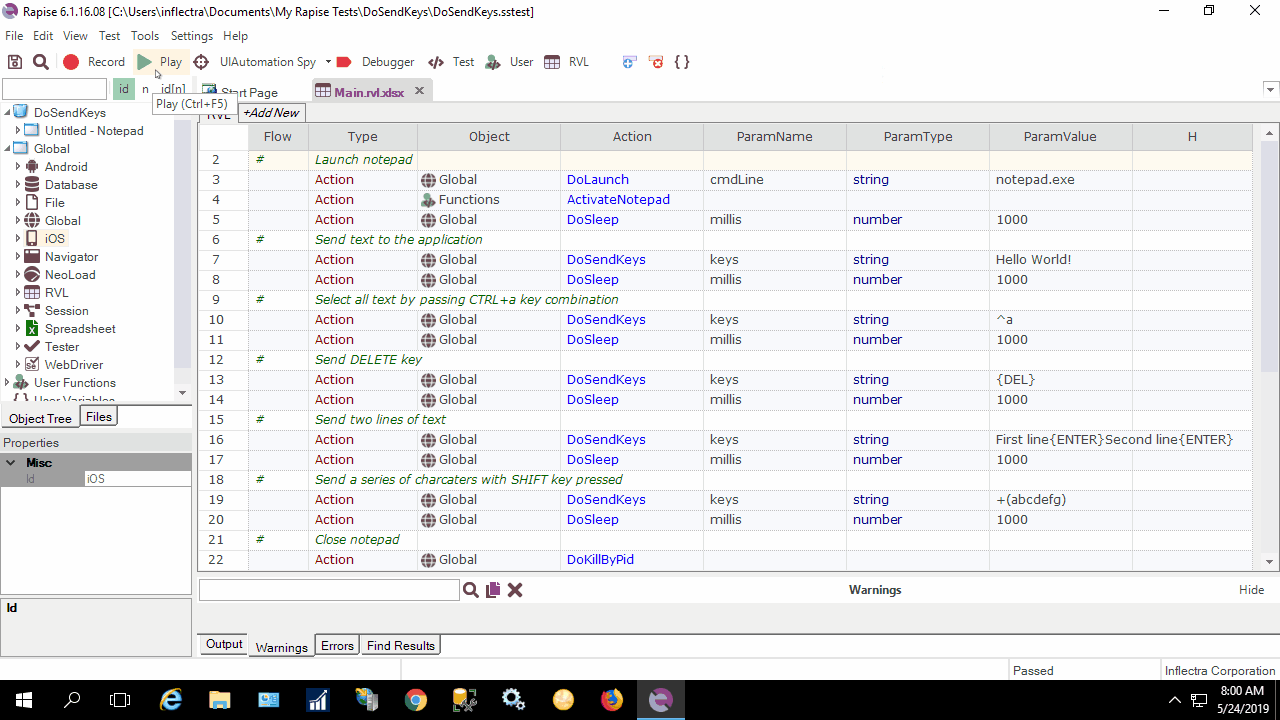 Rapise 6.1.16.08 [C:\Users\inflectra\Documents\My Rapise Tests\DoSendKeys\DoSendKeys.sstest]
File Edit View Test Tools Settings Help
Record Play UIAutomation Spy Debugger Test User RVL
id n id[n] Start Page Main.rvl.xlsx
Play (Ctrl+F5)
RVL +Add New
DoSendKeys
Untitled - Notepad
Global
Android
Database
File
Global
iOS
Navigator
NeoLoad
RVL
Session
Spreadsheet
Tester
WebDriver
User Functions
User Variables
Object Tree Files
Properties
Misc
Id iOS
Id
Flow Type Object Action ParamName ParamType ParamValue H
2 # Launch notepad
3 Action Global DoLaunch cmdLine string notepad.exe
4 Action Functions ActivateNotepad
5 Action Global DoSleep millis number 1000
6 # Send text to the application
7 Action Global DoSendKeys keys string Hello World!
8 Action Global DoSleep millis number 1000
9 # Select all text by passing CTRL+a key combination
10 Action Global DoSendKeys keys string ^a
11 Action Global DoSleep millis number 1000
12 # Send DELETE key
13 Action Global DoSendKeys keys string {DEL}
14 Action Global DoSleep millis number 1000
15 # Send two lines of text
16 Action Global DoSendKeys keys string First line{ENTER}Second line{ENTER}
17 Action Global DoSleep millis number 1000
18 # Send a series of charcaters with SHIFT key pressed
19 Action Global DoSendKeys keys string +(abcdefg)
20 Action Global DoSleep millis number 1000
21 # Close notepad
22 Action Global DoKillByPid
Warnings Hide
Output Warnings Errors Find Results
Passed Inflectra Corporation
8:00 AM
5/24/2019